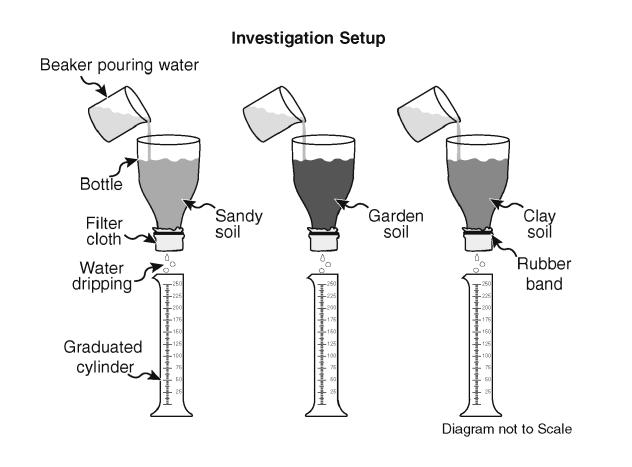 Investigation Setup
Beaker pouring water
Bottle
Sandy
soil
Garden
soil
Clay
soil
Filter
cloth
Water
dripping
Rubber
band
Graduated
cylinder
250
225
200
175
150
125
100
75
50
25
250
225
200
175
150
125
100
75
50
25
250
225
200
175
150
125
100
75
50
25
Diagram not to Scale